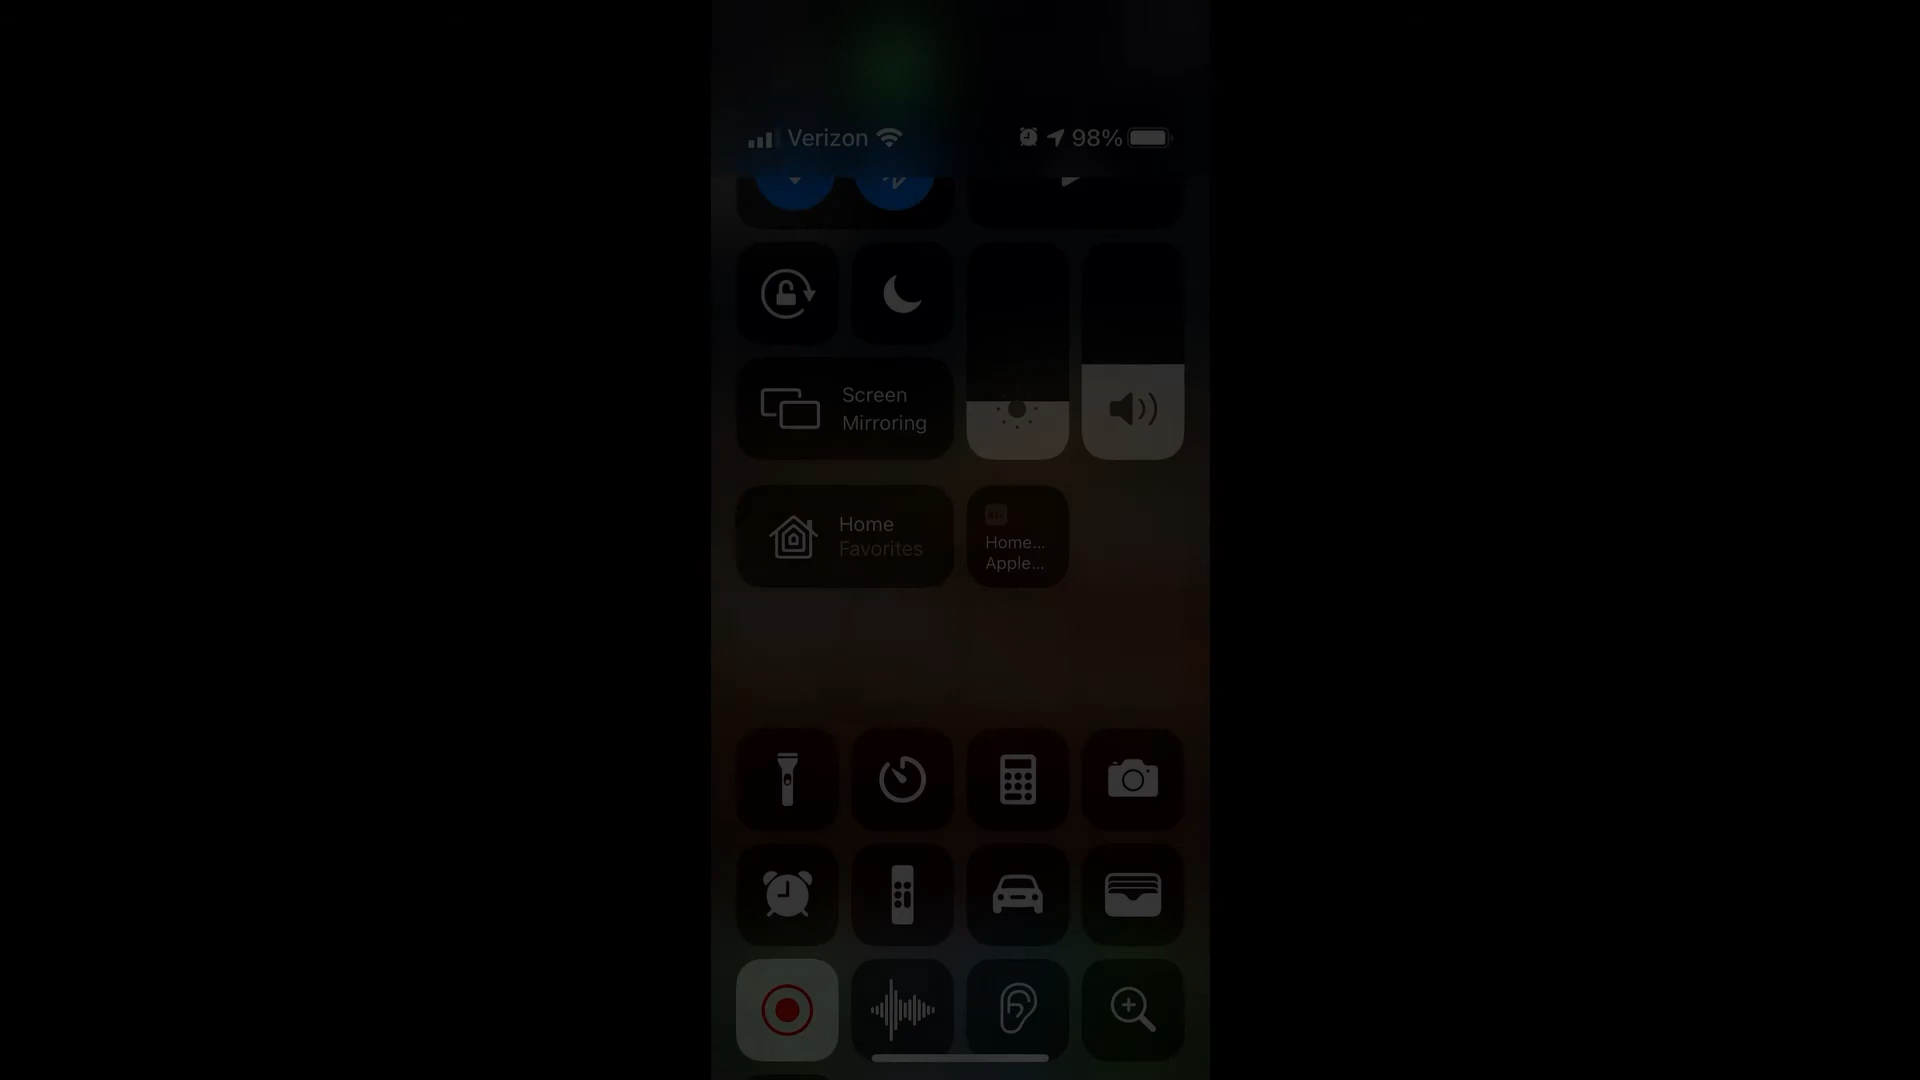 Verizon 98%
Screen
Mirroring
Home
Favorites
Home...
Apple...